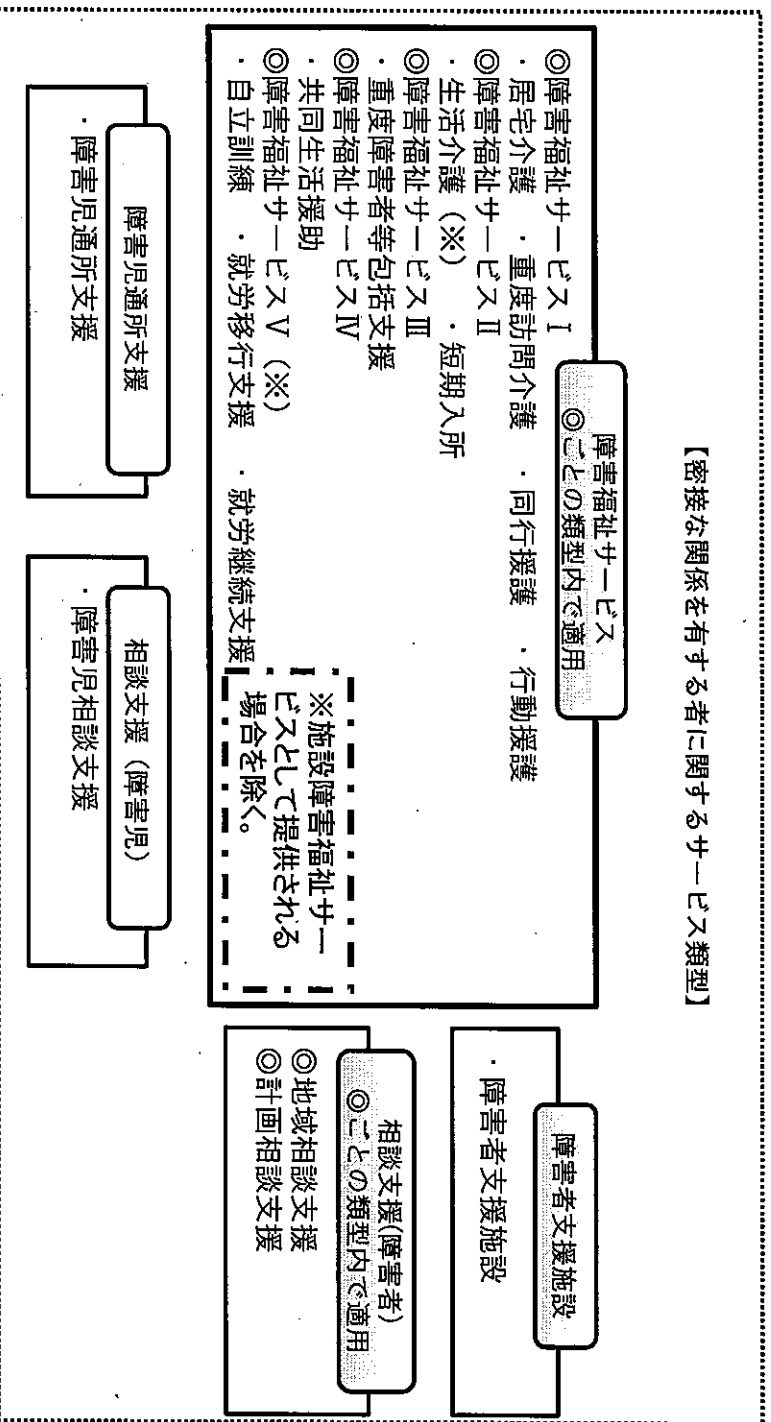 【密接な関係を有する者に関するサービス類型】
障害福祉サービス
◎ごとの類型内で適用
◎障害福祉サービスⅠ
・居宅介護 ・重度訪問介護 ・同行援護 ・行動援護
◎障害福祉サービスⅡ
・生活介護（※） ・短期入所
◎障害福祉サービスⅢ
・重度障害者等包括支援
◎障害福祉サービスⅣ
・共同生活援助
◎障害福祉サービスⅤ（※）
・自立訓練 ・就労移行支援 ・就労継続支援
※施設障害福祉サー
ビスとして提供される
場合を除く。
障害者支援施設
・障害者支援施設
相談支援(障害者)
◎ごとの類型内で適用
◎地域相談支援
◎計画相談支援
障害児通所支援
・障害児通所支援
相談支援（障害児）
・障害児相談支援